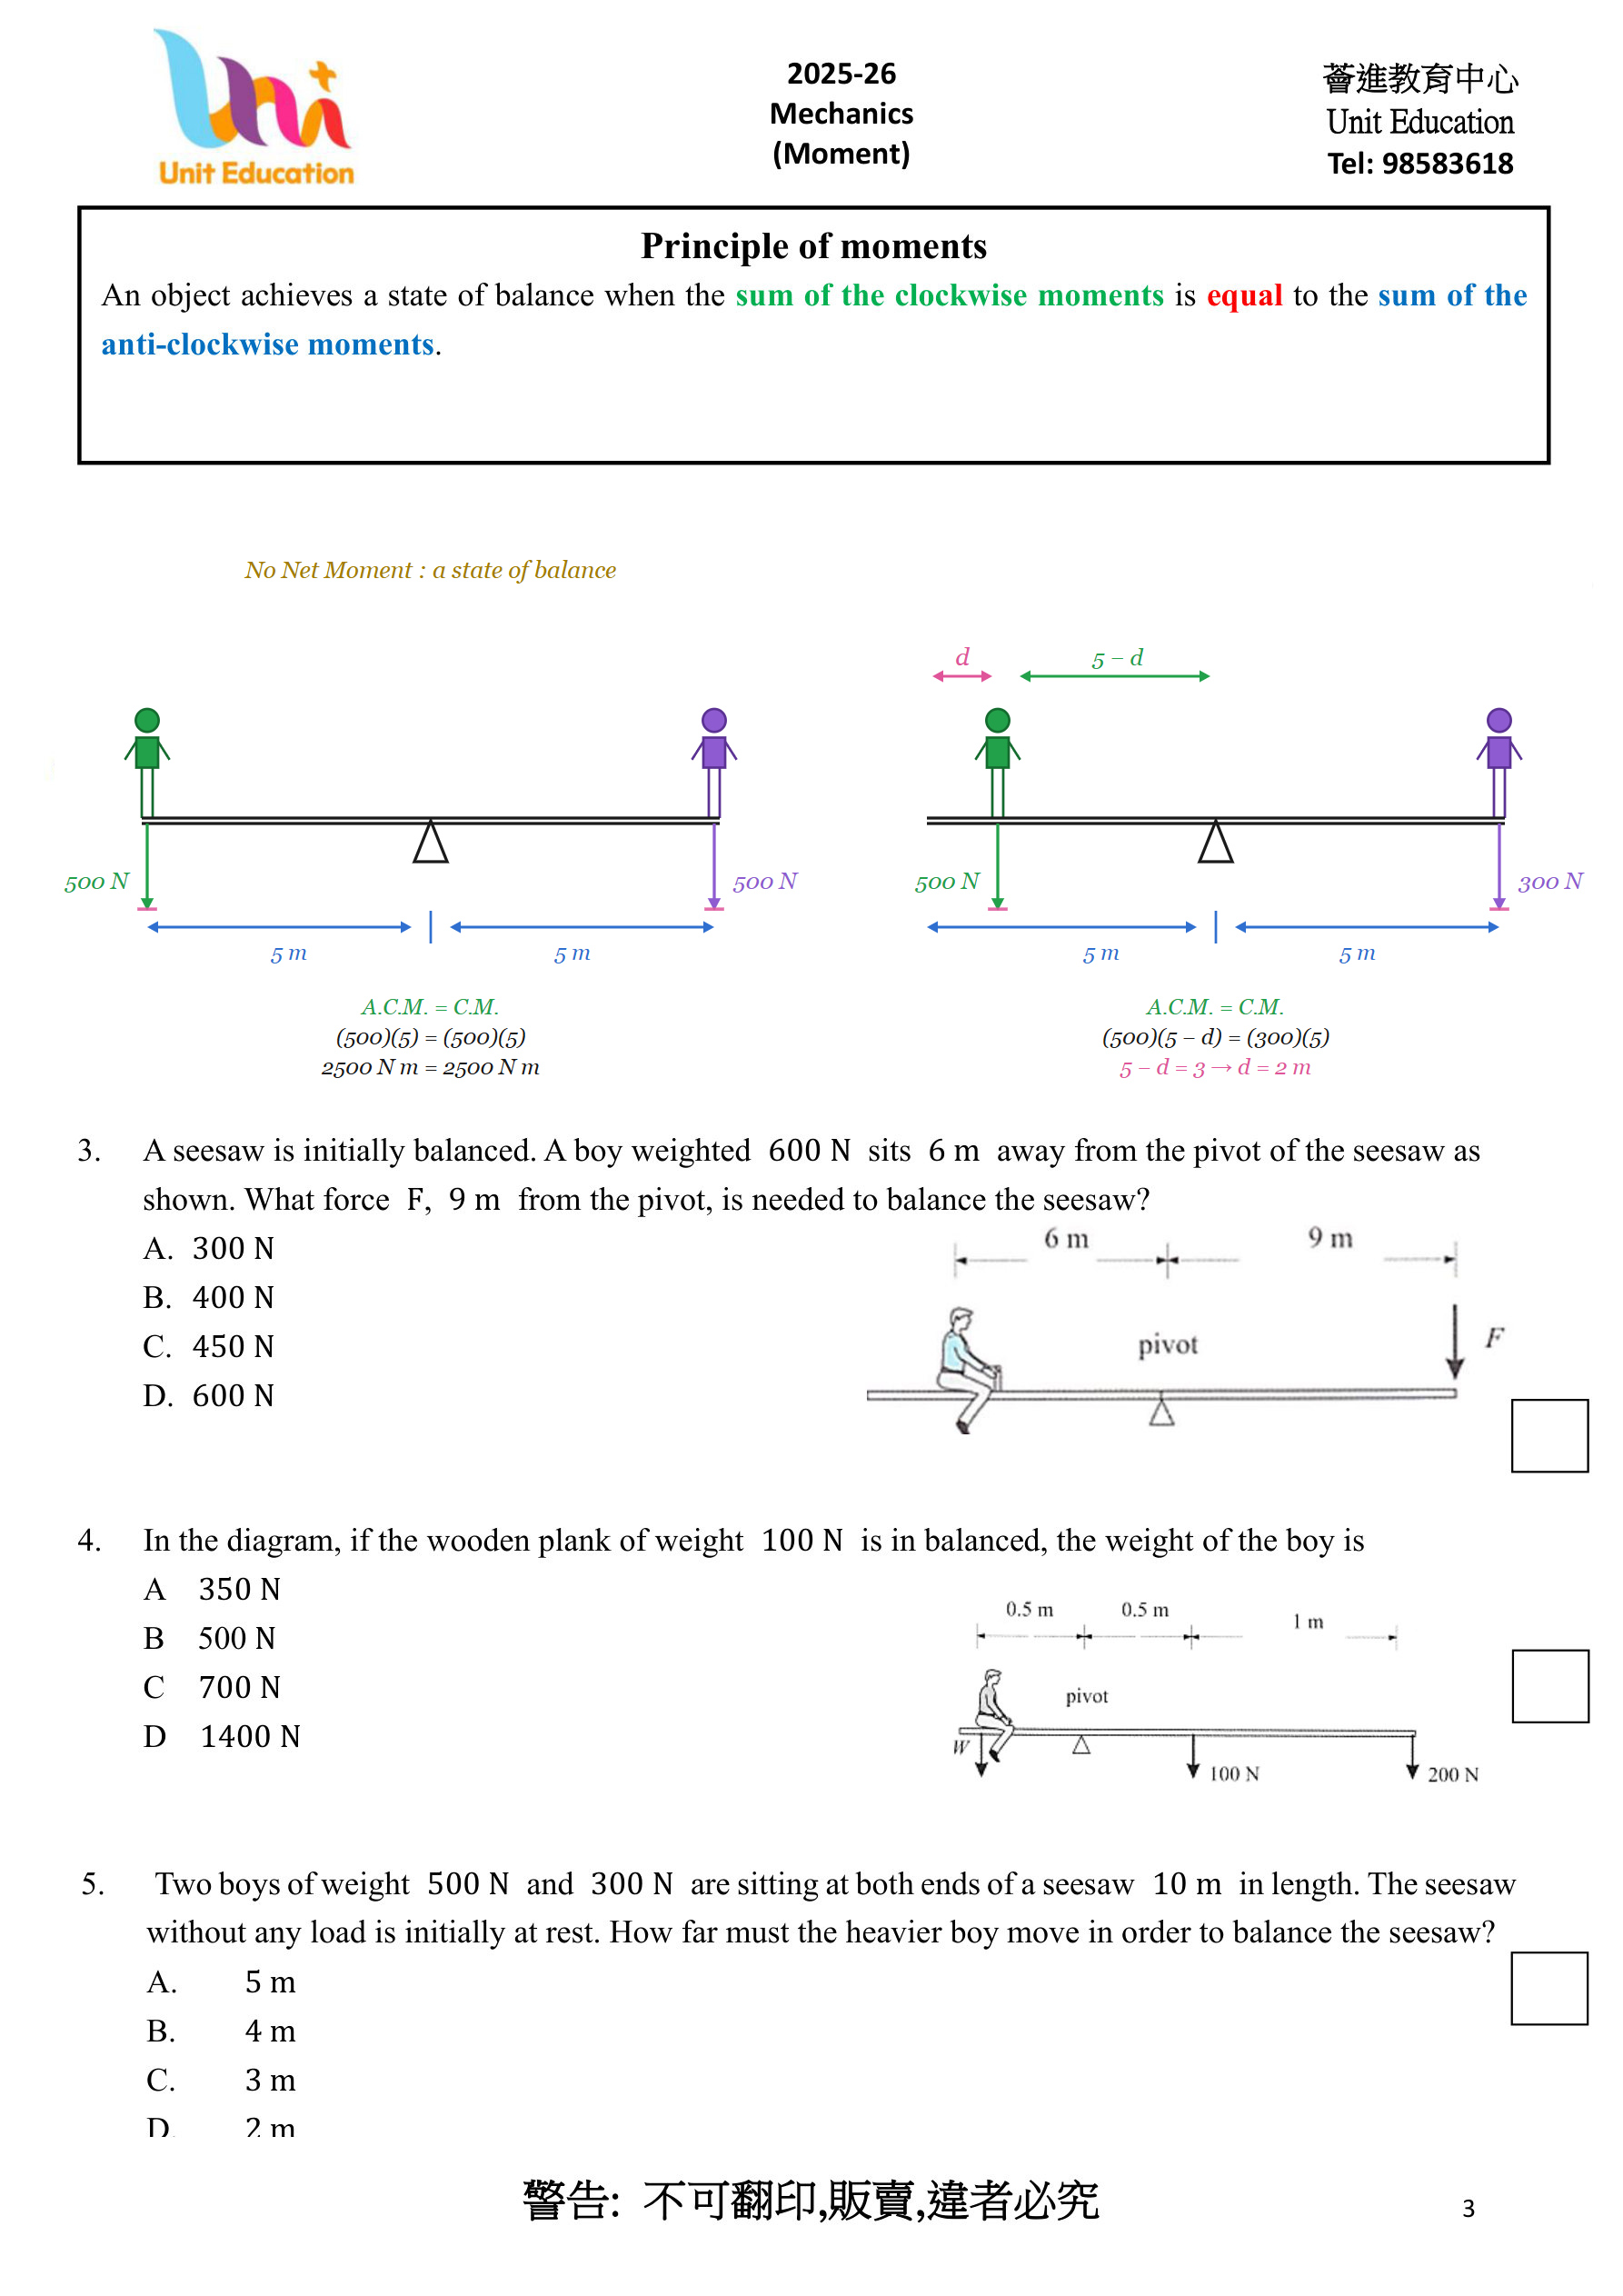 Unit Education
2025-26
Mechanics
(Moment)
薈進教育中心
Unit Education
Tel: 98583618
Principle of moments
An object achieves a state of balance when the sum of the clockwise moments is equal to the sum of the
anti-clockwise moments.
No Net Moment : a state of balance
500 N
500 N
5 m
5 m
A.C.M. = C.M.
(500)(5) = (500)(5)
2500 N m = 2500 N m
d
5 – d
500 N
300 N
5 m
5 m
A.C.M. = C.M.
(500)(5 – d) = (300)(5)
5 – d = 3 → d = 2 m
3. A seesaw is initially balanced. A boy weighted 600 N sits 6 m away from the pivot of the seesaw as
shown. What force F, 9 m from the pivot, is needed to balance the seesaw?
A. 300 N
B. 400 N
C. 450 N
D. 600 N
6 m
9 m
pivot
F
4. In the diagram, if the wooden plank of weight 100 N is in balanced, the weight of the boy is
A 350 N
B 500 N
C 700 N
D 1400 N
0.5 m
0.5 m
1 m
pivot
W
100 N
200 N
5. Two boys of weight 500 N and 300 N are sitting at both ends of a seesaw 10 m in length. The seesaw
without any load is initially at rest. How far must the heavier boy move in order to balance the seesaw?
A. 5 m
B. 4 m
C. 3 m
D. 2 m
警告: 不可翻印,販賣,違者必究
3